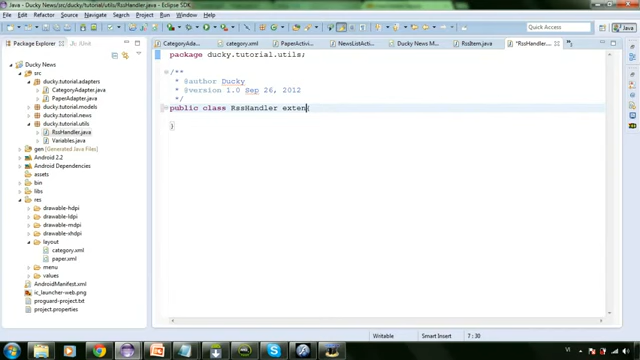 Java - Ducky News/src/ducky/tutorial/utils/RssHandler.java - Eclipse SDK
File Edit Refactor Source Navigate Search Project Run Window Help
Quick Access
Java
Package Explorer
JUnit
CategoryAda...
category.xml
PaperActivi...
NewsListActi...
Ducky News M...
RssItem.java
*RssHandler....
Ducky News
src
ducky.tutorial.adapters
CategoryAdapter.java
PaperAdapter.java
ducky.tutorial.models
ducky.tutorial.news
ducky.tutorial.utils
RssHandler.java
Variables.java
gen [Generated Java Files]
Android 2.2
Android Dependencies
assets
bin
libs
res
drawable-hdpi
drawable-ldpi
drawable-mdpi
drawable-xhdpi
layout
category.xml
paper.xml
menu
values
AndroidManifest.xml
ic_launcher-web.png
proguard-project.txt
project.properties
package ducky.tutorial.utils;
/**
* @author Ducky
* @version 1.0 Sep 26, 2012
*/
public class RssHandler exten{
}
Writable
Smart Insert
7 : 30
VI